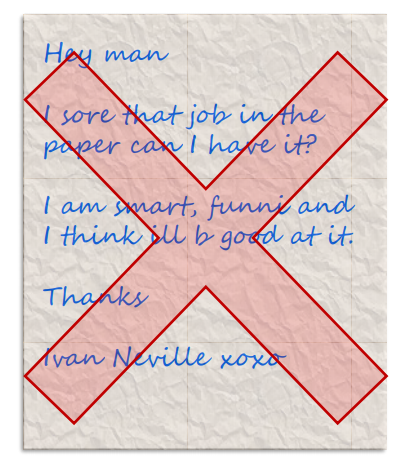 Hey man
I sore that job in the
paper can I have it?
I am smart, funni and
I think ill b good at it.
Thanks
Ivan Neville xoxo